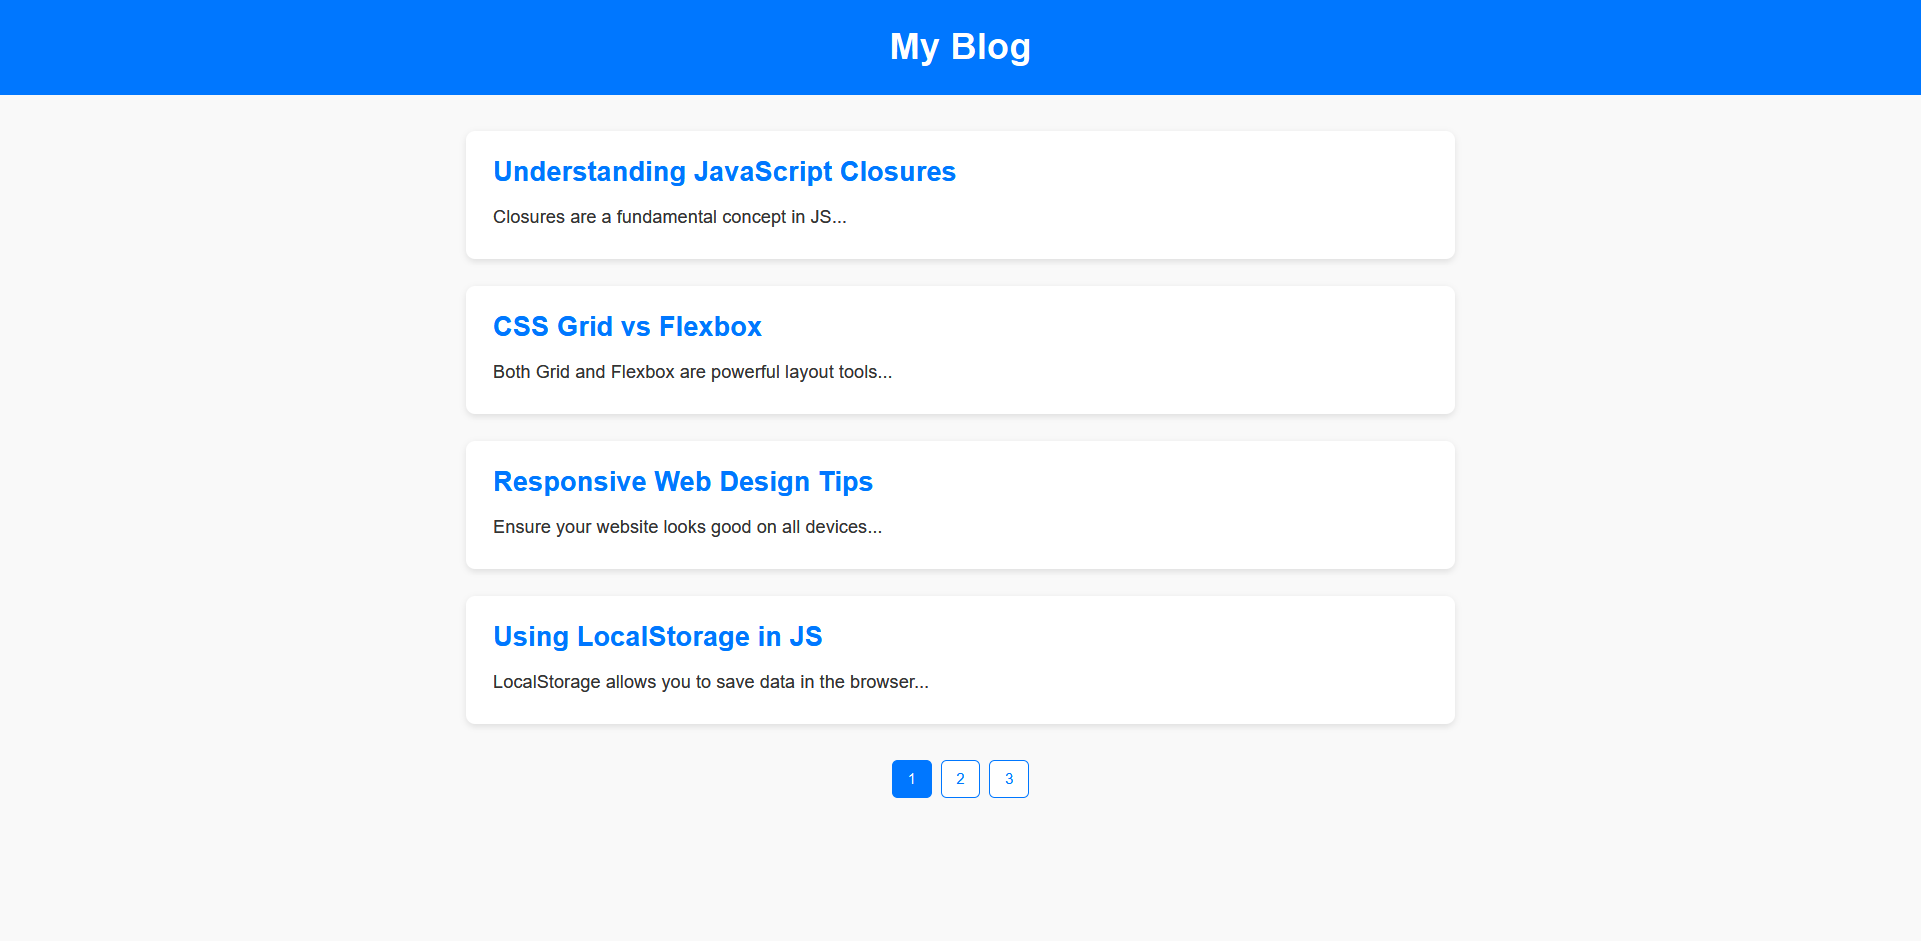 My Blog
Understanding JavaScript Closures
Closures are a fundamental concept in JS...
CSS Grid vs Flexbox
Both Grid and Flexbox are powerful layout tools...
Responsive Web Design Tips
Ensure your website looks good on all devices...
Using LocalStorage in JS
LocalStorage allows you to save data in the browser...
1 2 3